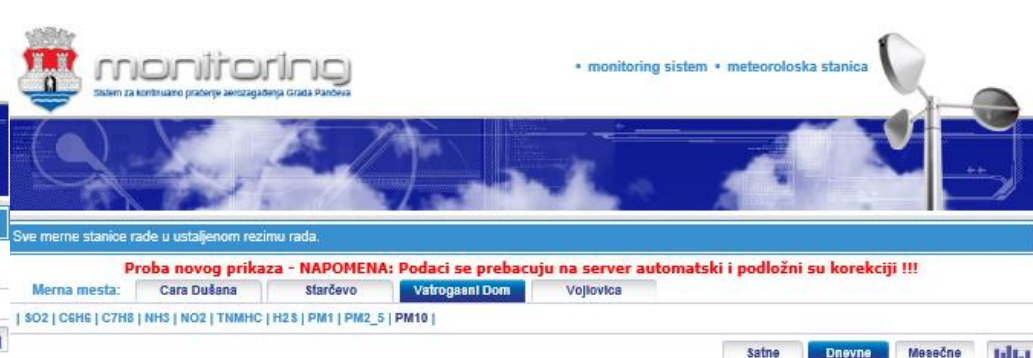 monitoring
Sistem za kontinualno praćenje aerozagađenja Grada Pančeva
• monitoring sistem • meteoroloska stanica
Sve merne stanice rade u ustaljenom rezimu rada.
Proba novog prikaza - NAPOMENA: Podaci se prebacuju na server automatski i podložni su korekciji !!!
Merna mesta: Cara Dušana Starčevo Vatrogasni Dom Vojlovica
| SO2 | C6H6 | C7H8 | NH3 | NO2 | TNMHC | H2S | PM1 | PM2_5 | PM10 |
Satne Dnevne Mesečne